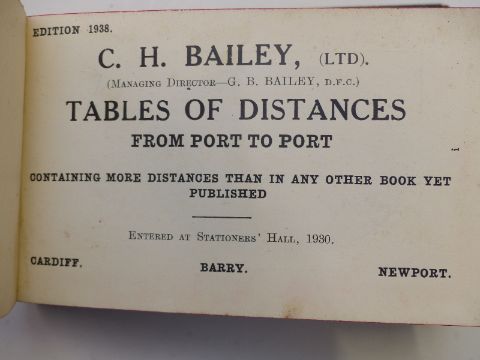 EDITION 1938.
C. H. BAILEY, (LTD).
(MANAGING DIRECTOR—G. B. BAILEY, D.F.C.)
TABLES OF DISTANCES
FROM PORT TO PORT
CONTAINING MORE DISTANCES THAN IN ANY OTHER BOOK YET
PUBLISHED
ENTERED AT STATIONERS' HALL, 1930.
CARDIFF. BARRY. NEWPORT.